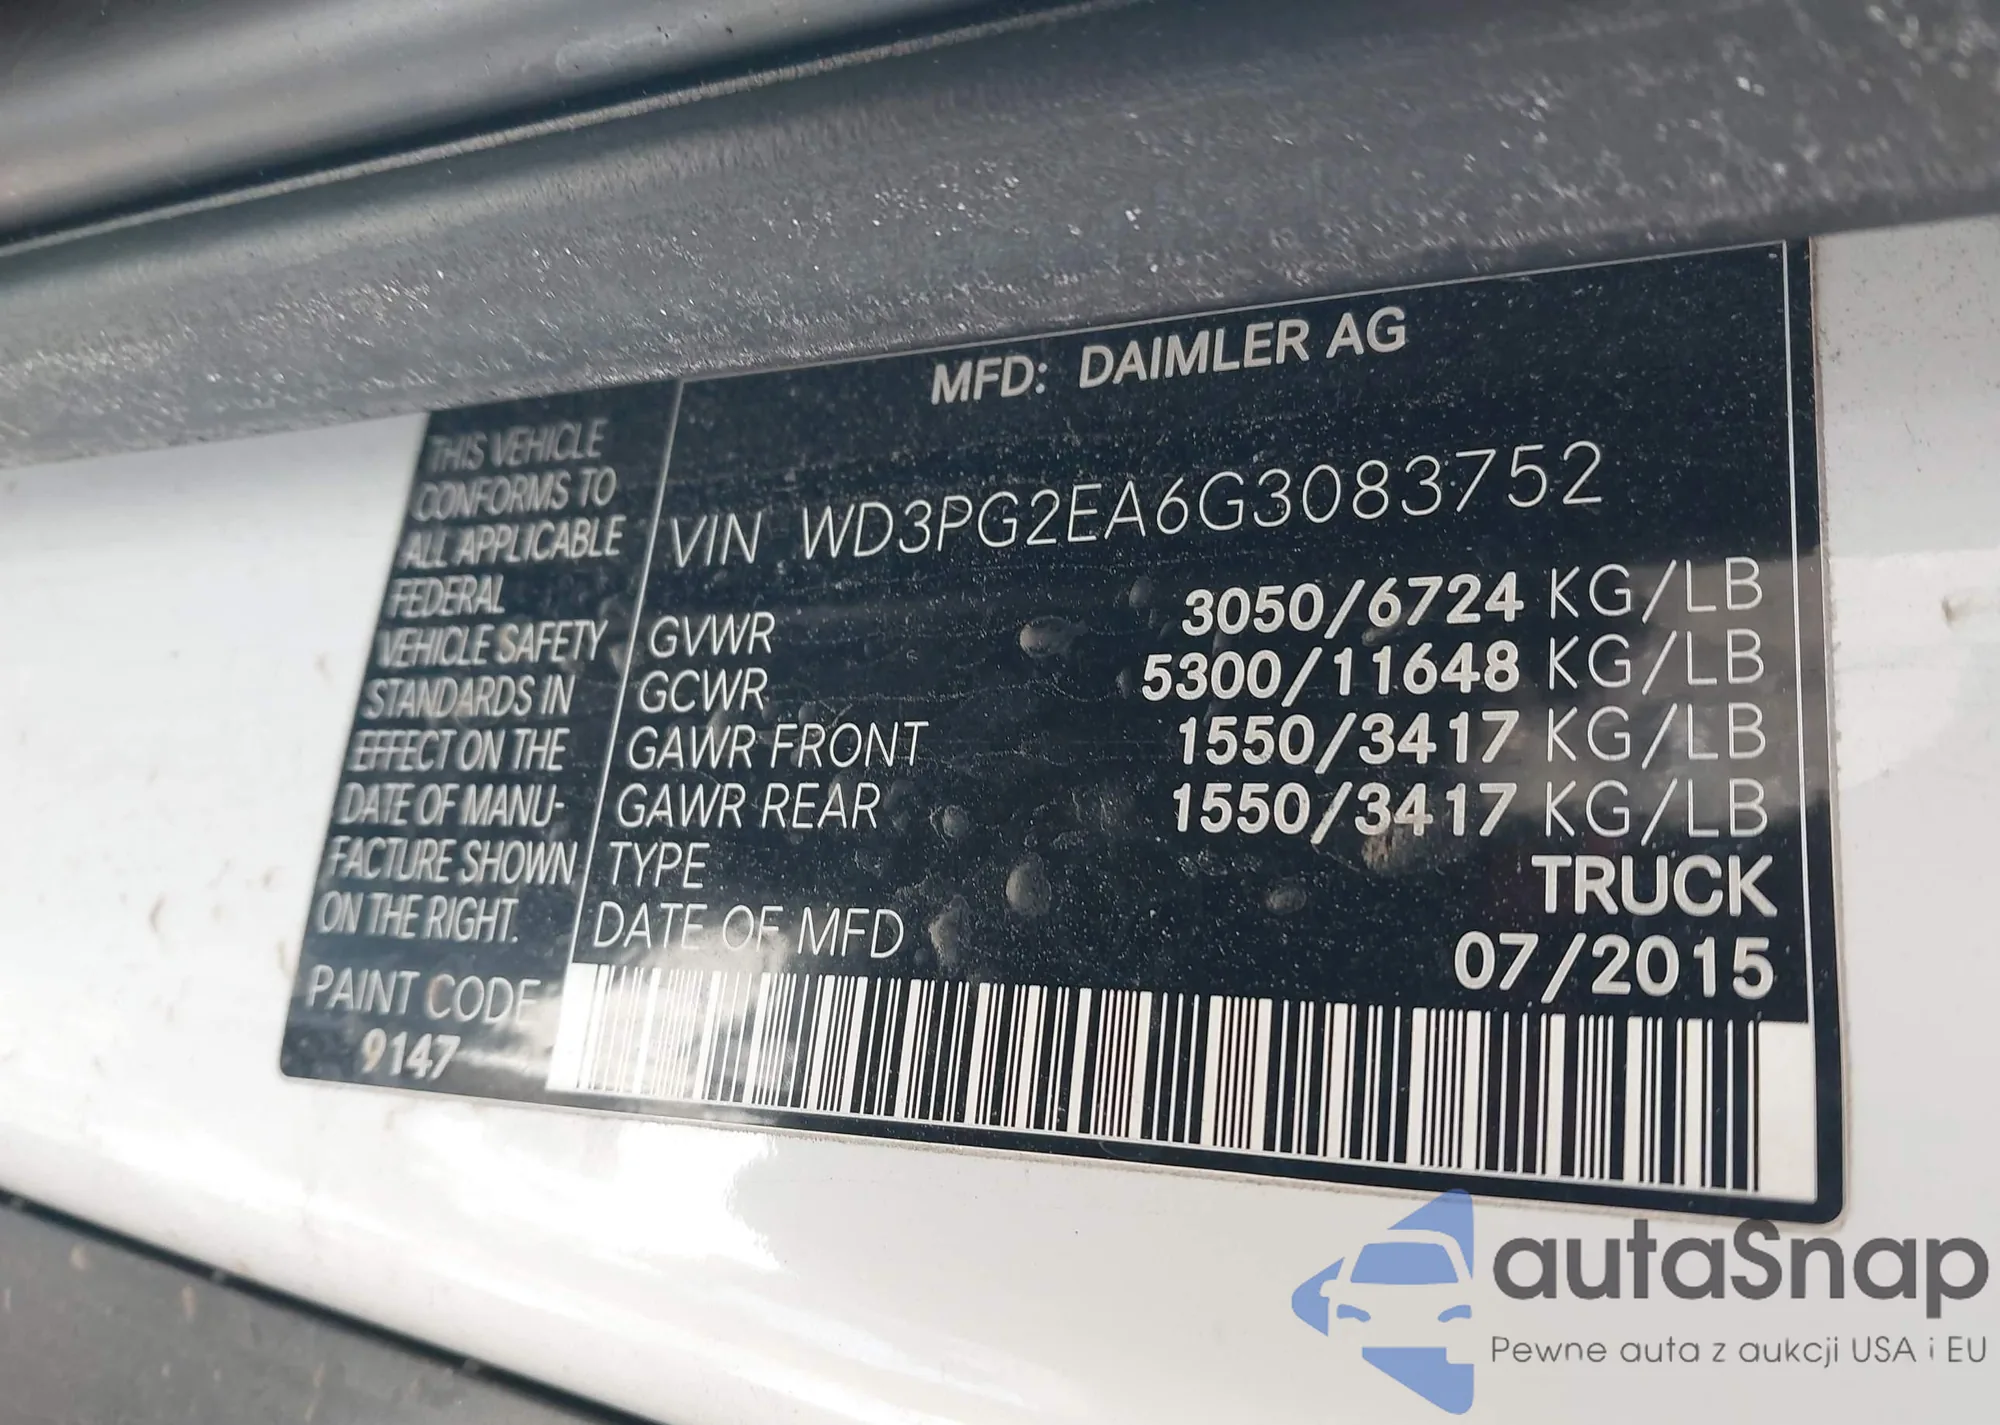 MFD: DAIMLER AG
THIS VEHICLE
CONFORMS TO
ALL APPLICABLE
FEDERAL
VEHICLE SAFETY
STANDARDS IN
EFFECT ON THE
DATE OF MANU-
FACTURE SHOWN
ON THE RIGHT.
PAINT CODE
9147
VIN WD3PG2EA6G3083752
GVWR 3050/6724 KG/LB
GCWR 5300/11648 KG/LB
GAWR FRONT 1550/3417 KG/LB
GAWR REAR 1550/3417 KG/LB
TYPE TRUCK
DATE OF MFD 07/2015
autaSnap
Pewne auta z aukcji USA i EU